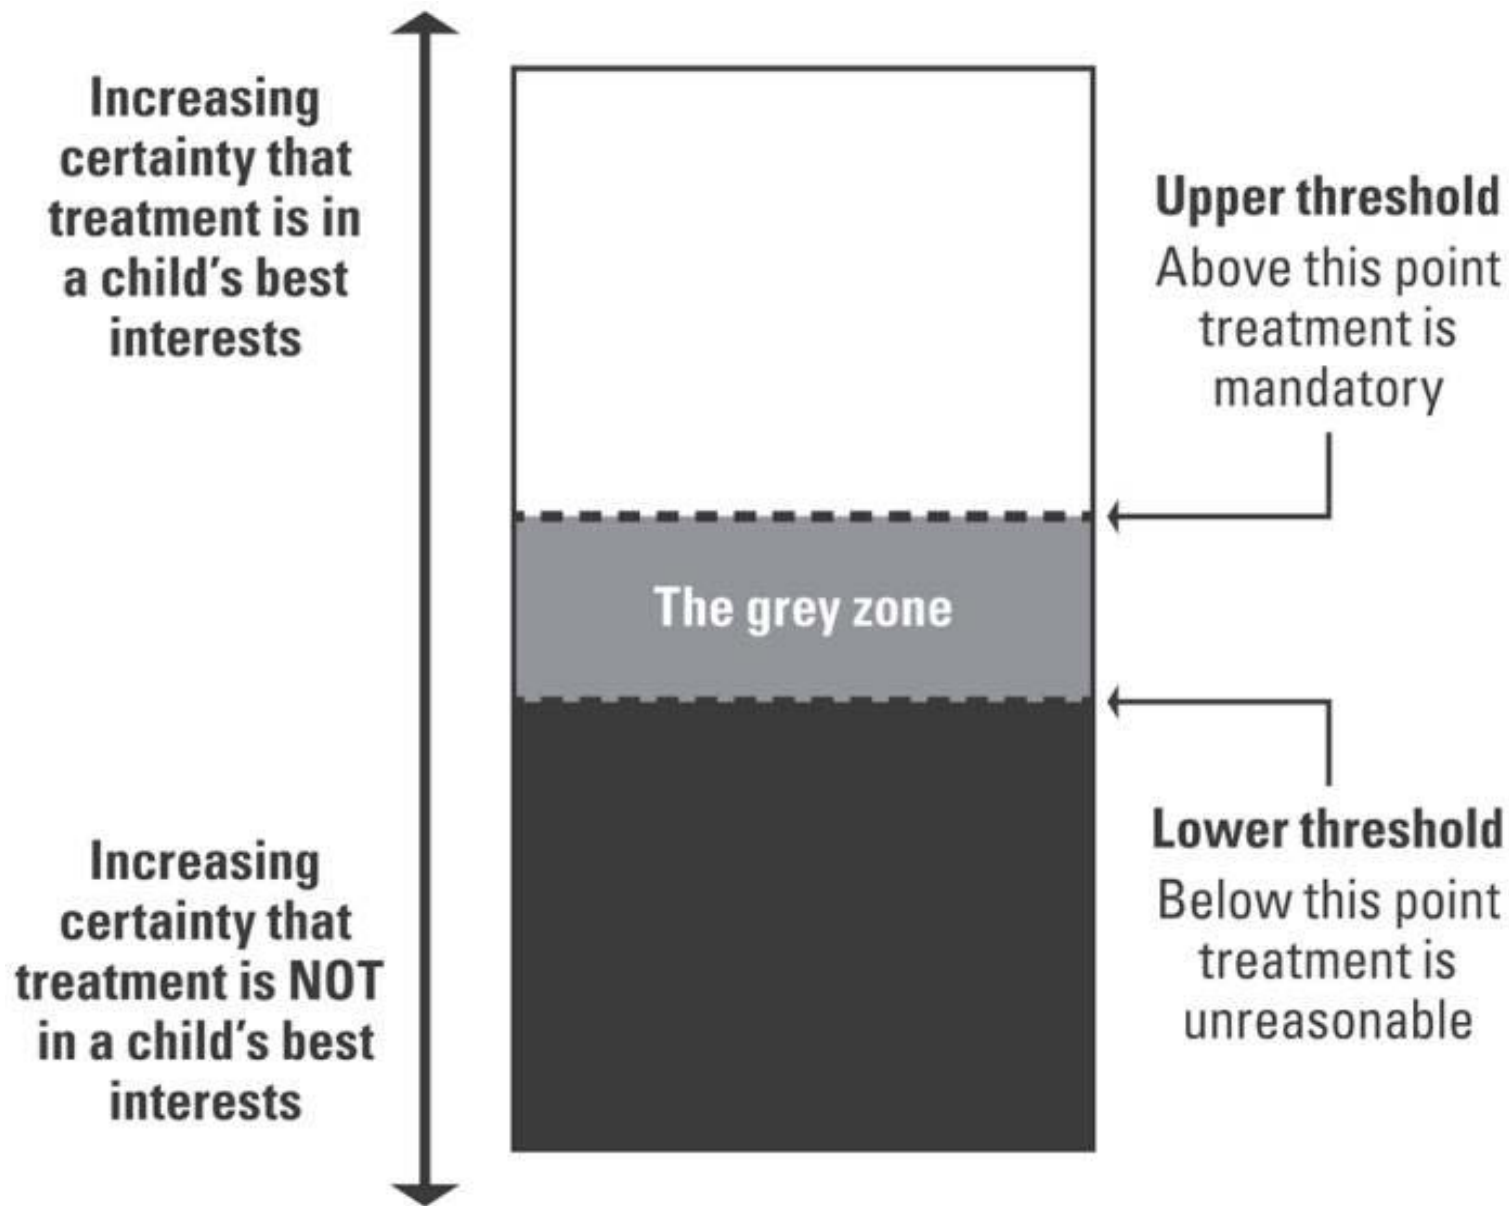 Increasing
certainty that
treatment is in
a child's best
interests
Upper threshold
Above this point
treatment is
mandatory
The grey zone
Increasing
certainty that
treatment is NOT
in a child's best
interests
Lower threshold
Below this point
treatment is
unreasonable